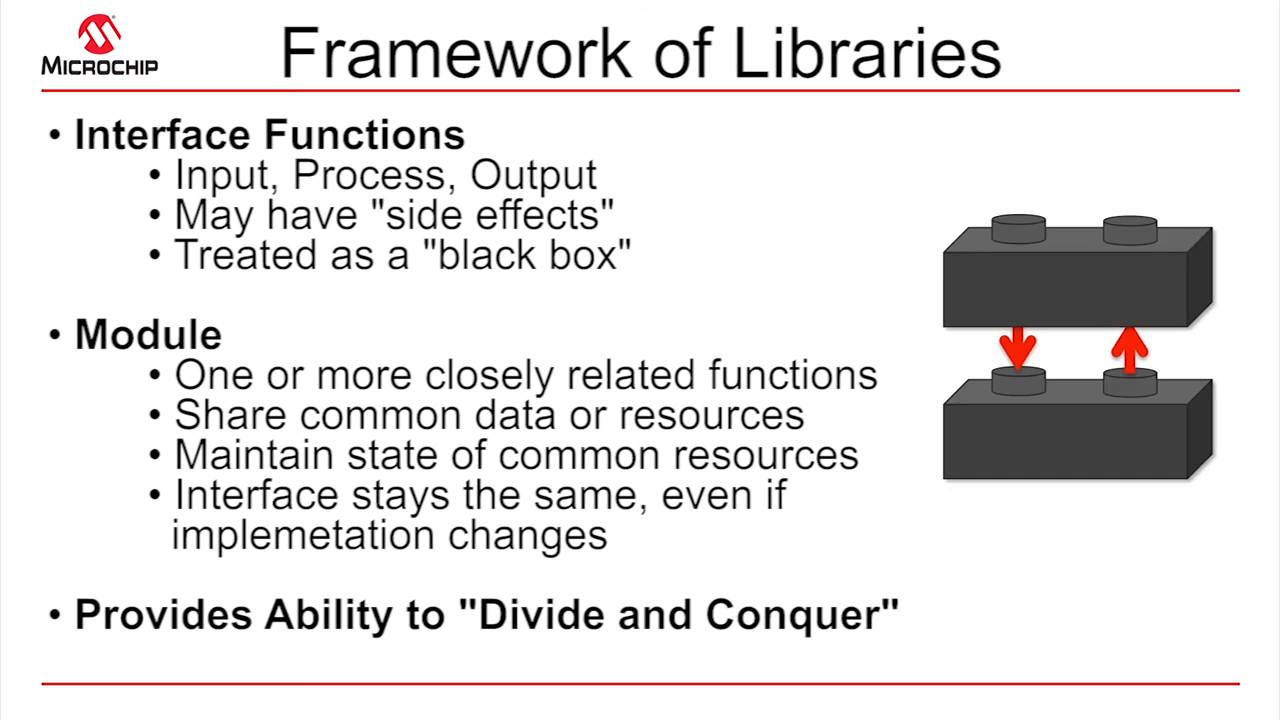 MICROCHIP
Framework of Libraries
• Interface Functions
• Input, Process, Output
• May have "side effects"
• Treated as a "black box"
• Module
• One or more closely related functions
• Share common data or resources
• Maintain state of common resources
• Interface stays the same, even if
implemetation changes
• Provides Ability to "Divide and Conquer"